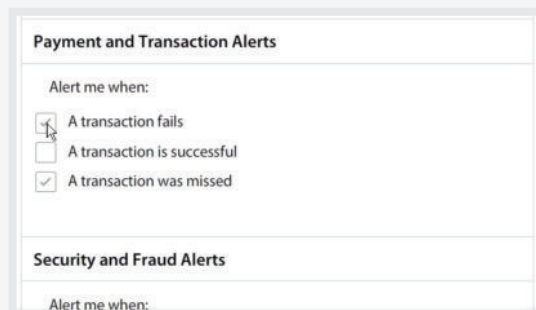 Payment and Transaction Alerts
Alert me when:
A transaction fails
A transaction is successful
A transaction was missed
Security and Fraud Alerts
Alert me when: